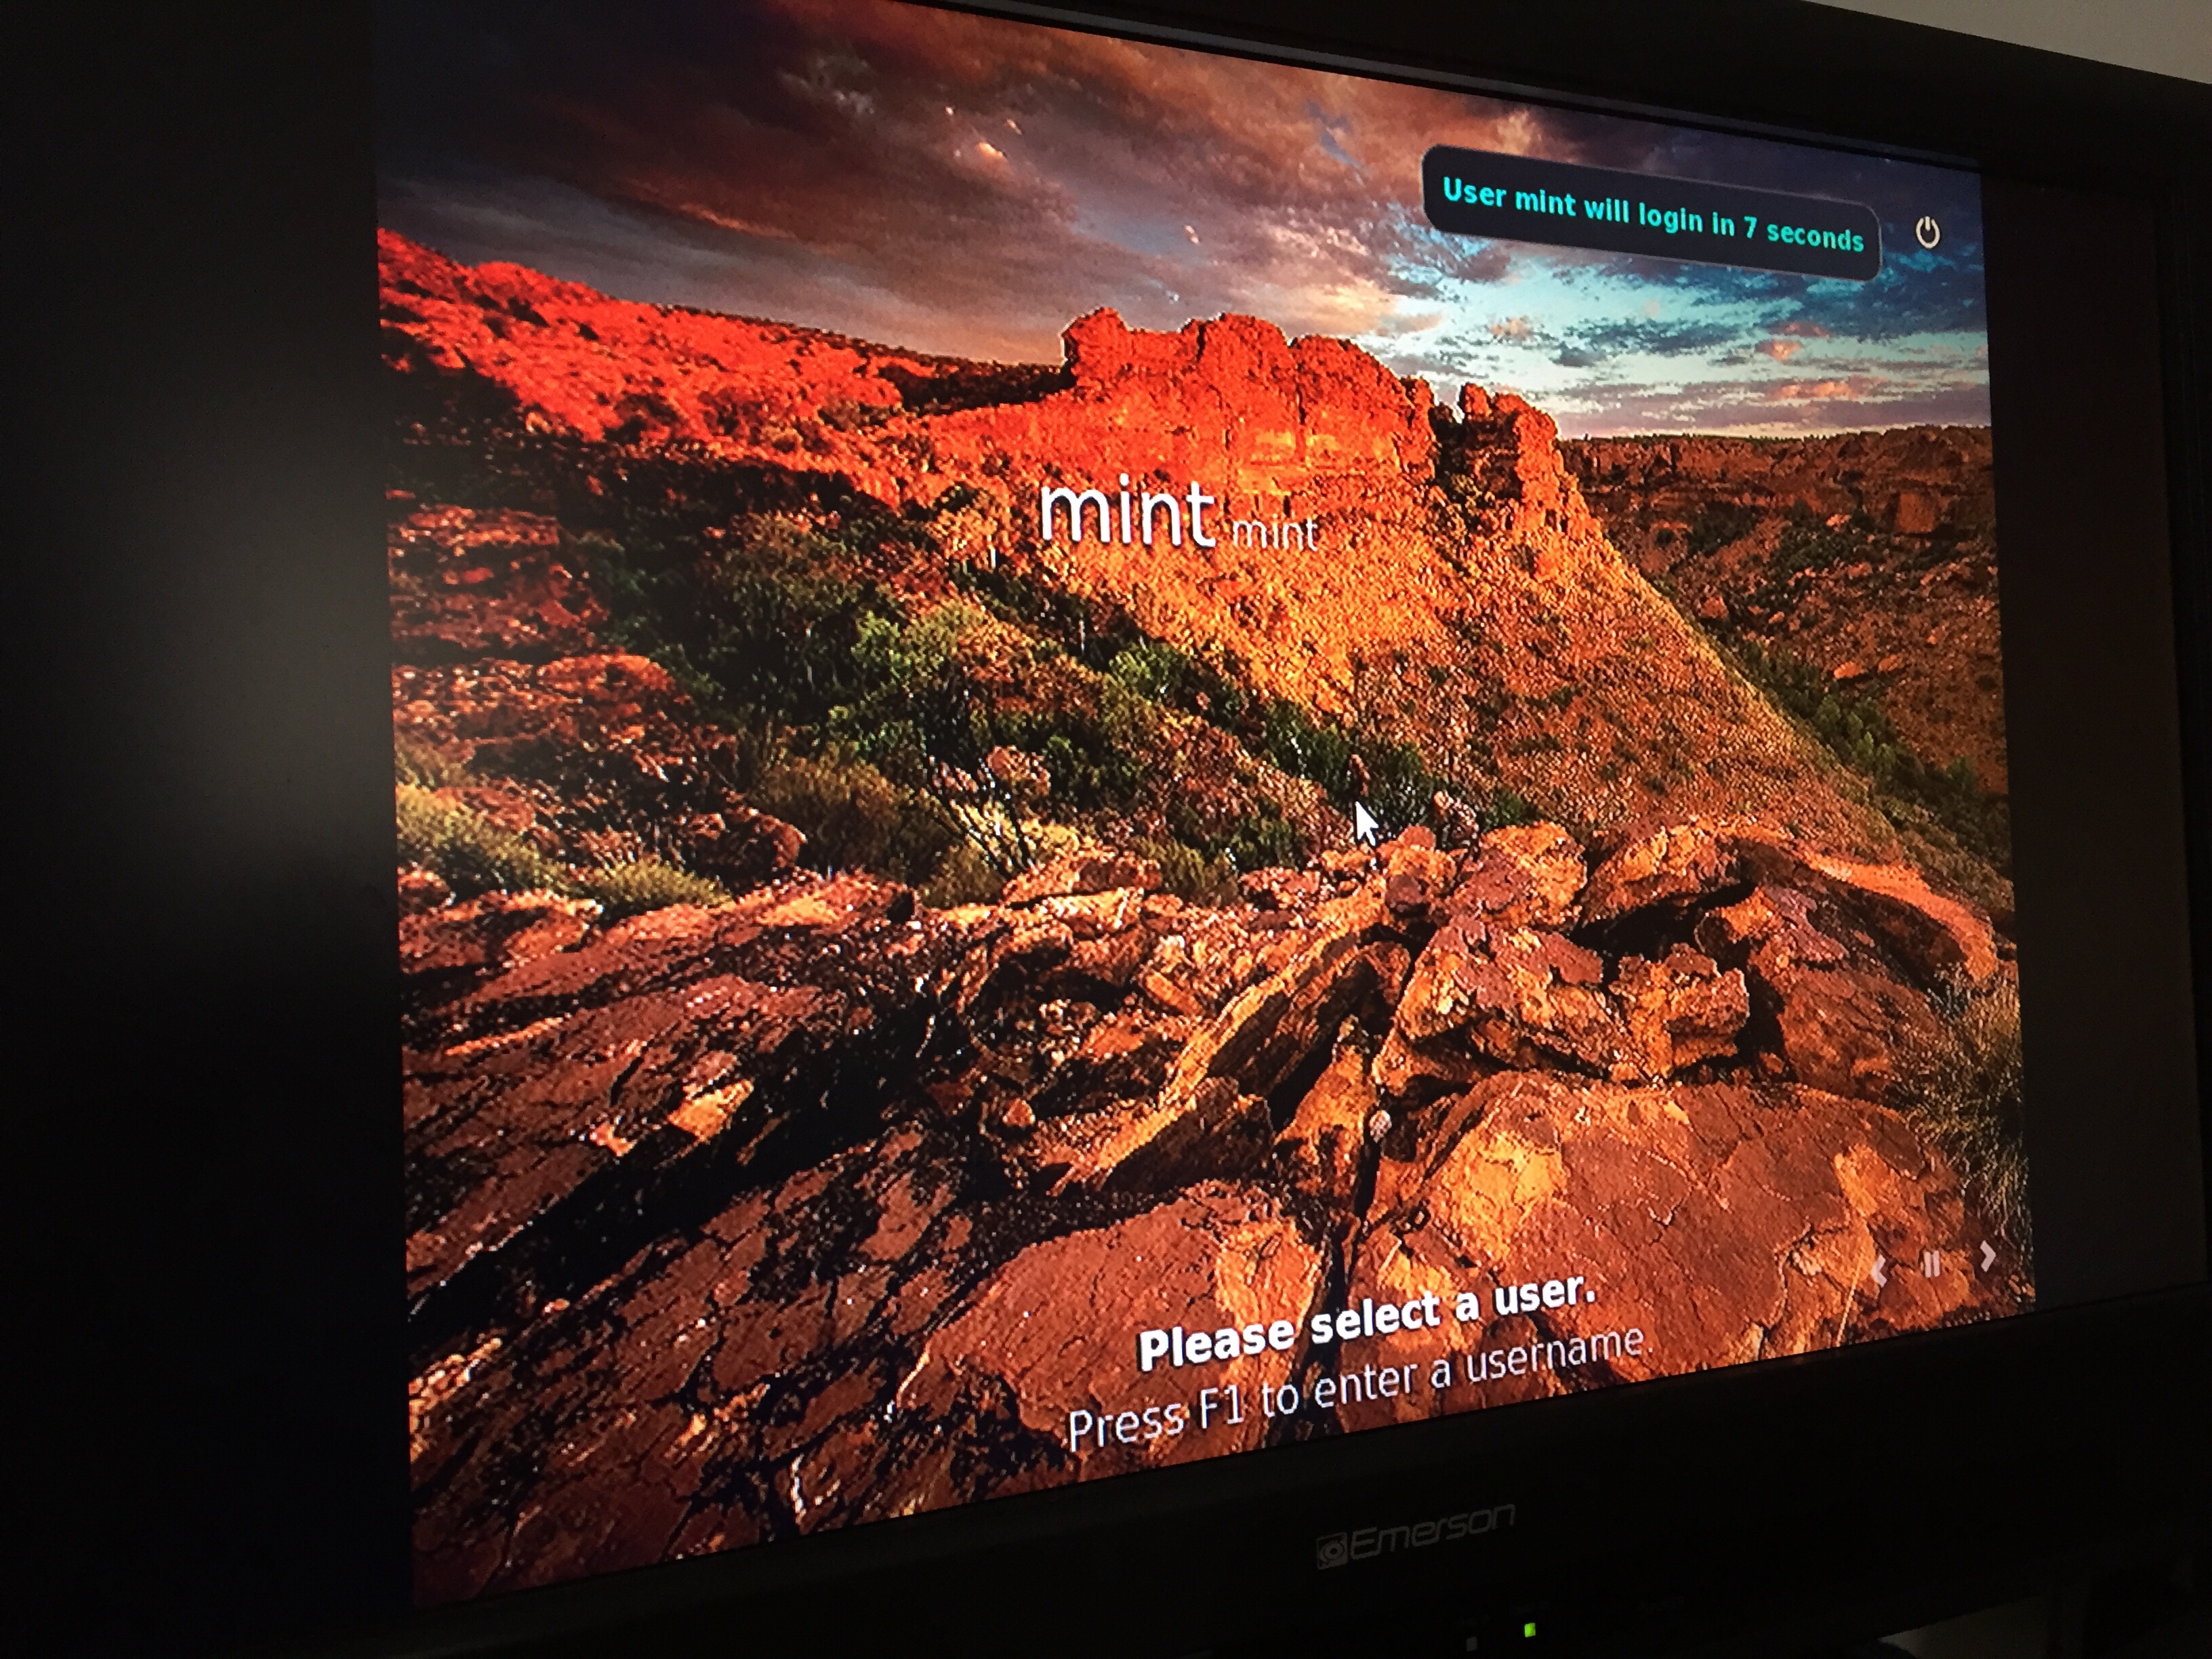 User mint will login in 7 seconds
mint mint
Please select a user.
Press F1 to enter a username.
Emerson